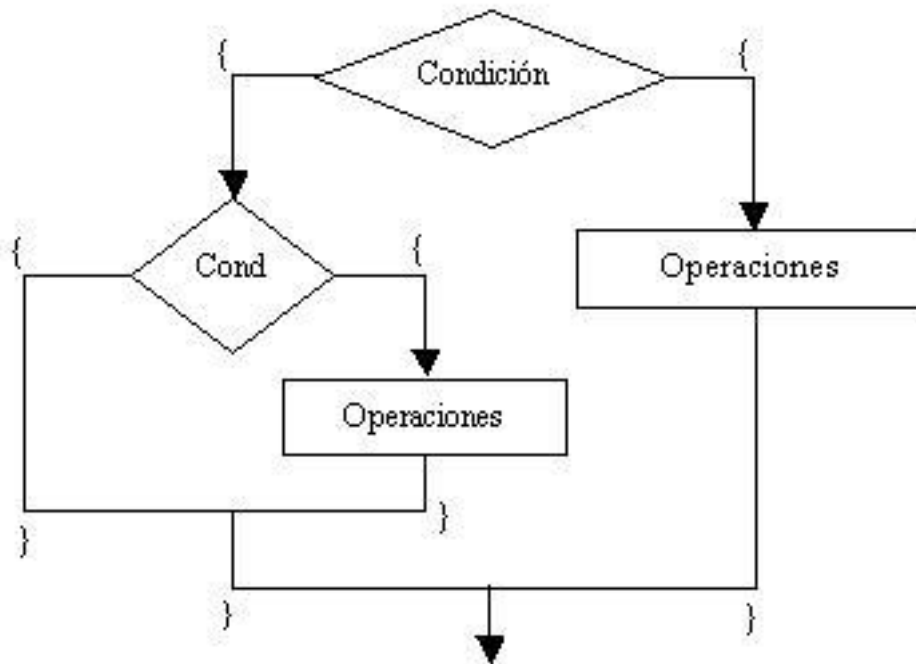 {
{
Condición
{
{
Cond
Operaciones
Operaciones
}
}
}
}